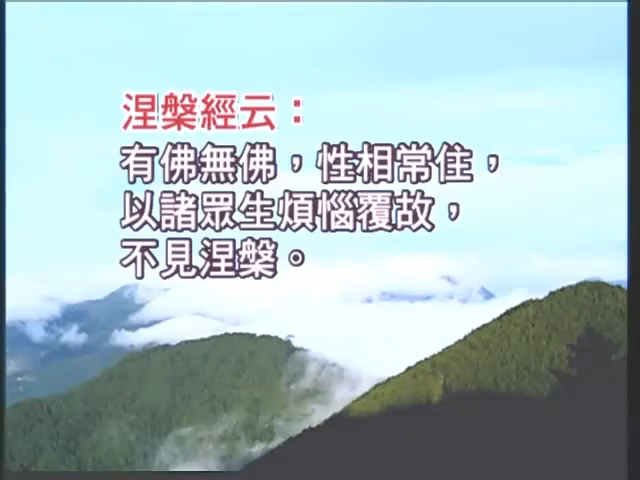 涅槃經云：
有佛無佛，性相常住，
以諸眾生煩惱覆故，
不見涅槃。